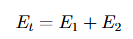 E_t = E_1 + E_2